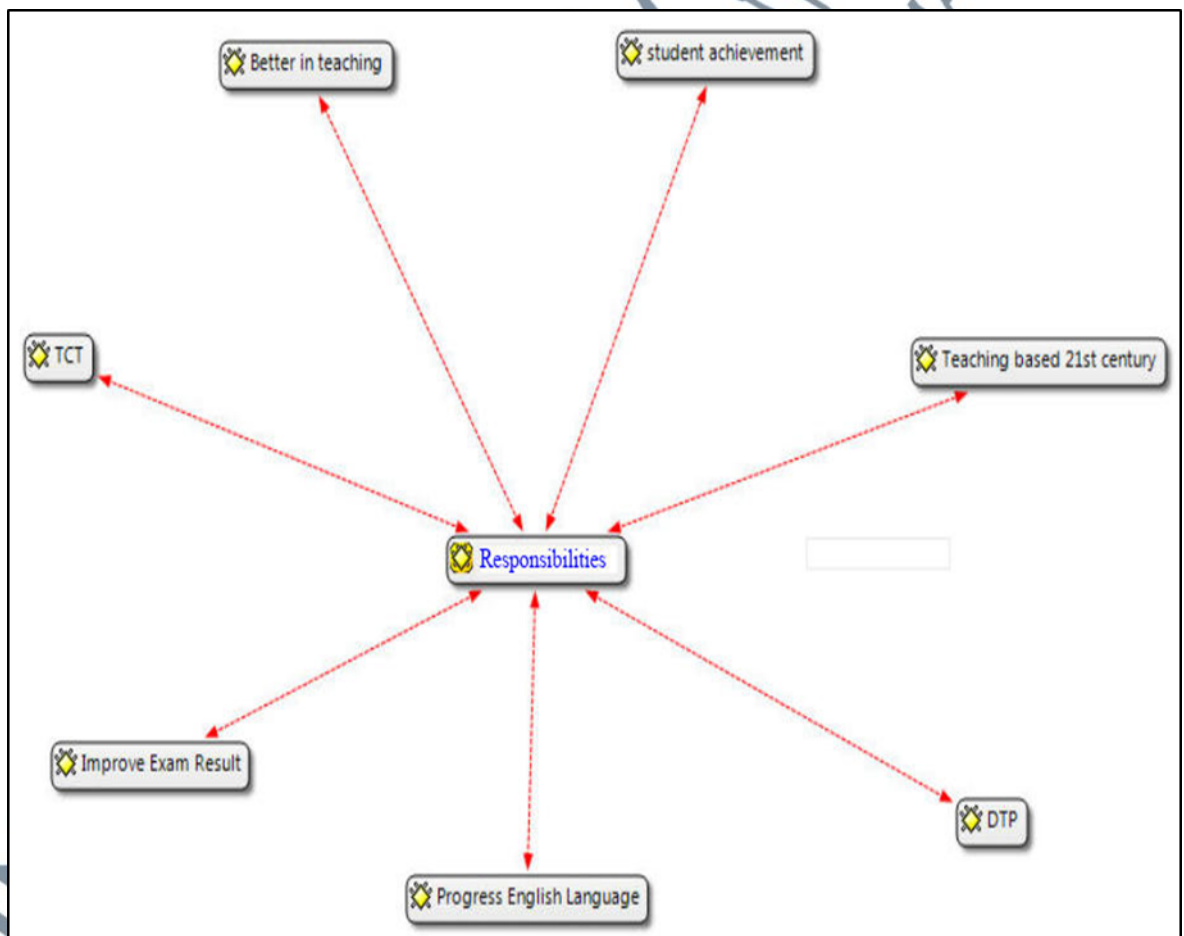 Better in teaching
student achievement
TCT
Teaching based 21st century
Responsibilities
Improve Exam Result
DTP
Progress English Language